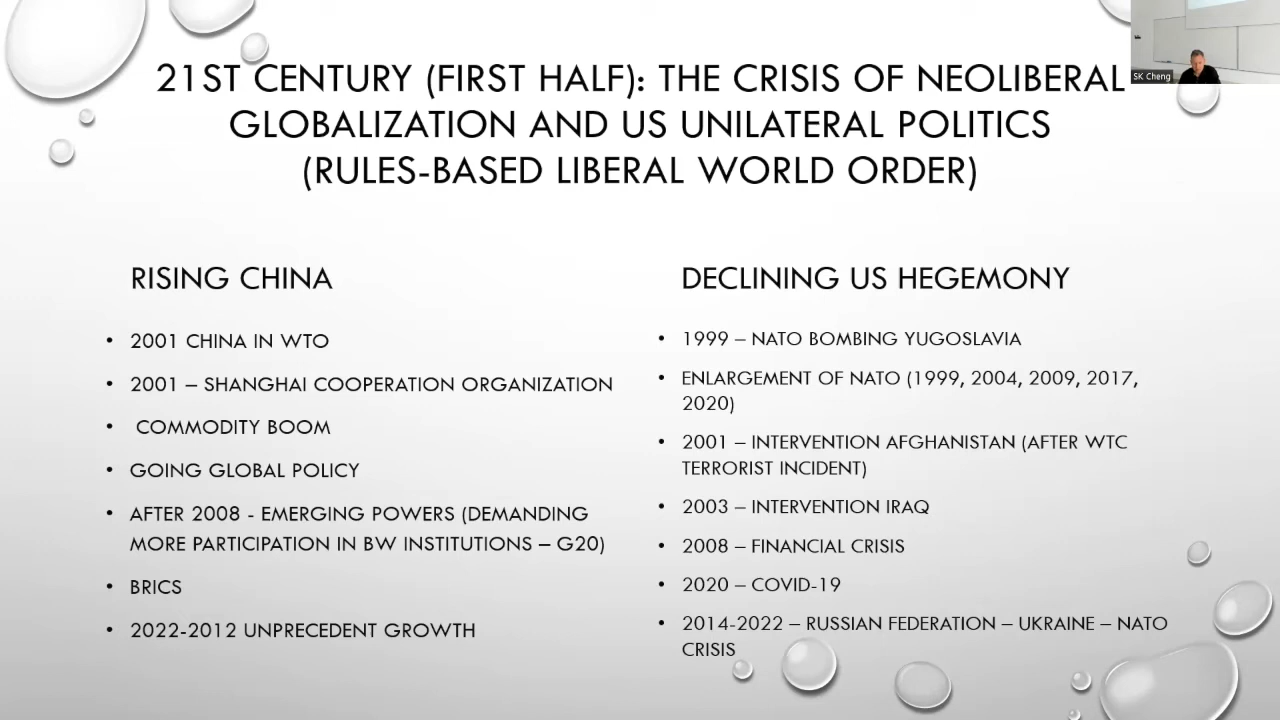 21ST CENTURY (FIRST HALF): THE CRISIS OF NEOLIBERAL
GLOBALIZATION AND US UNILATERAL POLITICS
(RULES-BASED LIBERAL WORLD ORDER)
SK Cheng
RISING CHINA
• 2001 CHINA IN WTO
• 2001 – SHANGHAI COOPERATION ORGANIZATION
• COMMODITY BOOM
• GOING GLOBAL POLICY
• AFTER 2008 - EMERGING POWERS (DEMANDING
MORE PARTICIPATION IN BW INSTITUTIONS – G20)
• BRICS
• 2022-2012 UNPRECEDENT GROWTH
DECLINING US HEGEMONY
• 1999 – NATO BOMBING YUGOSLAVIA
• ENLARGEMENT OF NATO (1999, 2004, 2009, 2017,
2020)
• 2001 – INTERVENTION AFGHANISTAN (AFTER WTC
TERRORIST INCIDENT)
• 2003 – INTERVENTION IRAQ
• 2008 – FINANCIAL CRISIS
• 2020 – COVID-19
• 2014-2022 – RUSSIAN FEDERATION – UKRAINE – NATO
CRISIS